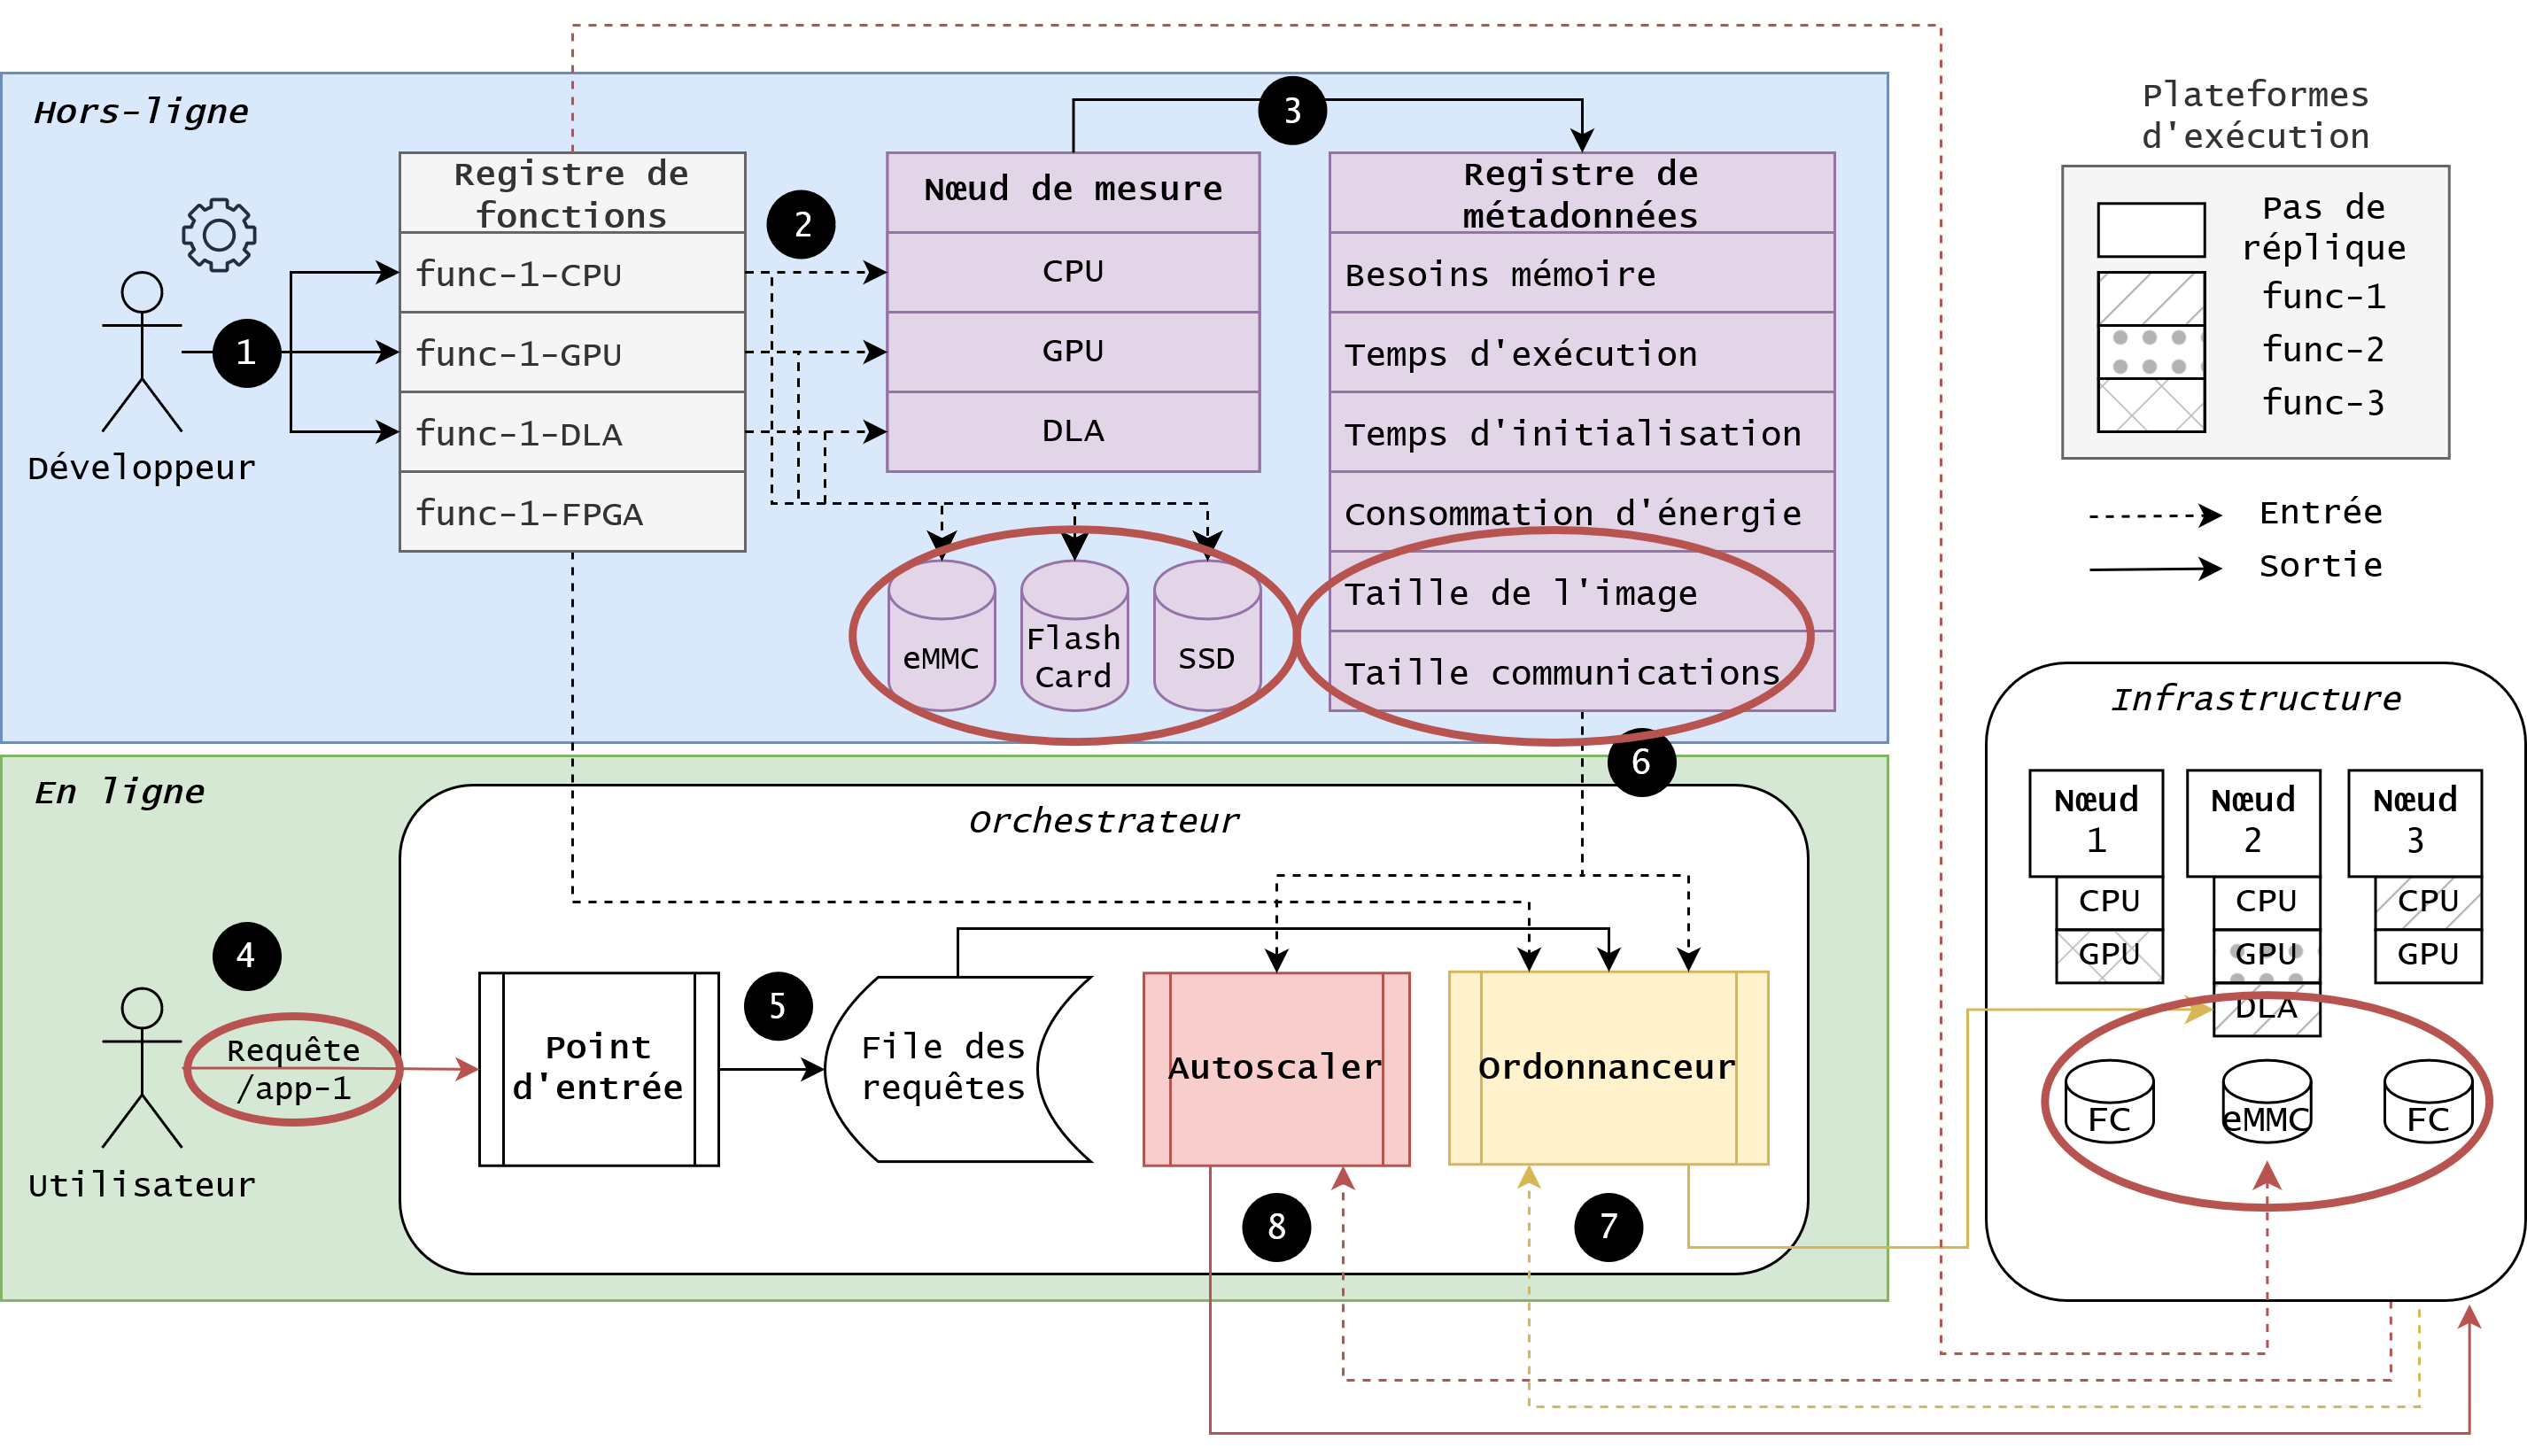 Hors-ligne
3
Plateformes
d'exécution
Registre de
fonctions
Nœud de mesure
Registre de
métadonnées
2
Pas de
réplique
func-1-CPU
CPU
Besoins mémoire
func-1
1
func-1-GPU
GPU
Temps d'exécution
func-2
func-1-DLA
DLA
Temps d'initialisation
func-3
Développeur
func-1-FPGA
Consommation d'énergie
Entrée
Sortie
Taille de l'image
eMMC
Flash
Card
SSD
Taille communications
Infrastructure
6
En ligne
Orchestrateur
Nœud
1
Nœud
2
Nœud
3
CPU
CPU
CPU
GPU
GPU
GPU
DLA
4
5
Requête
/app-1
Point
d'entrée
File des
requêtes
Autoscaler
Ordonnanceur
FC
eMMC
FC
Utilisateur
8
7